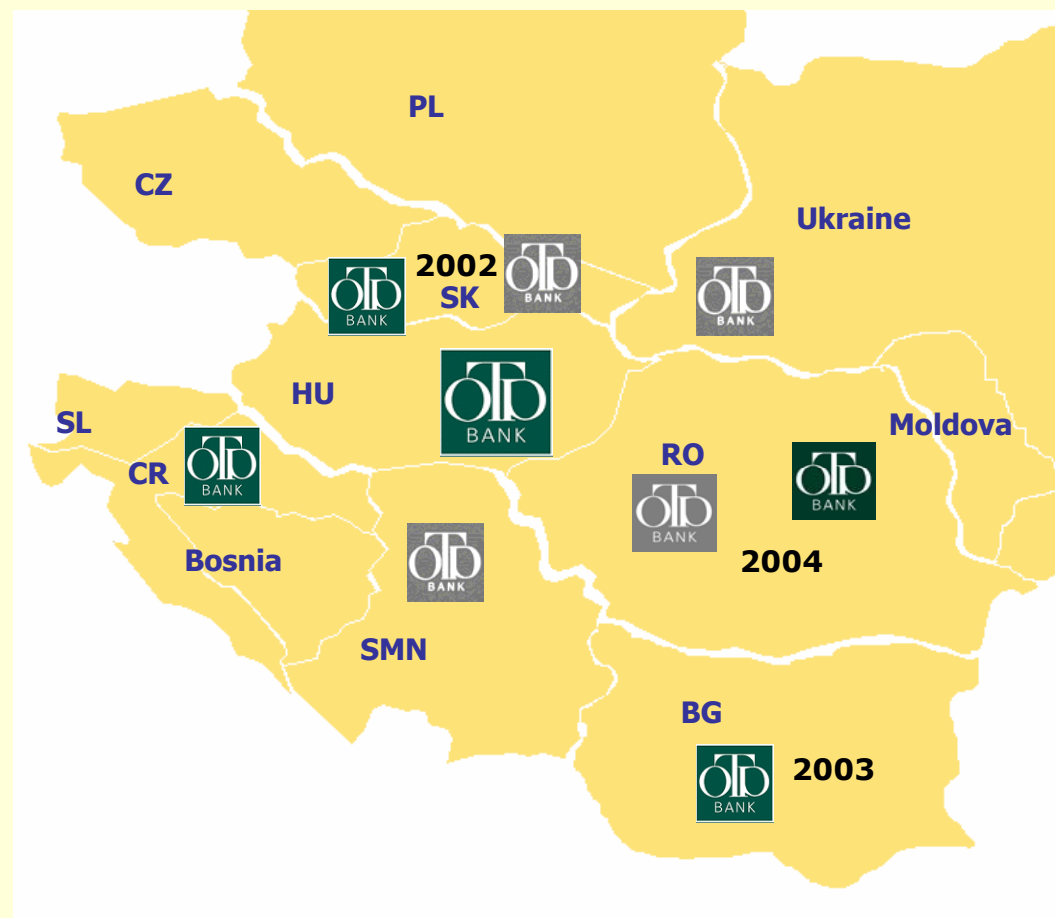 PL
CZ
Ukraine
2002
SK
OTP
BANK
OTP
BANK
OTP
BANK
HU
OTP
BANK
SL
Moldova
CR
OTP
BANK
RO
OTP
BANK
OTP
BANK
2004
Bosnia
OTP
BANK
SMN
BG
OTP
BANK
2003